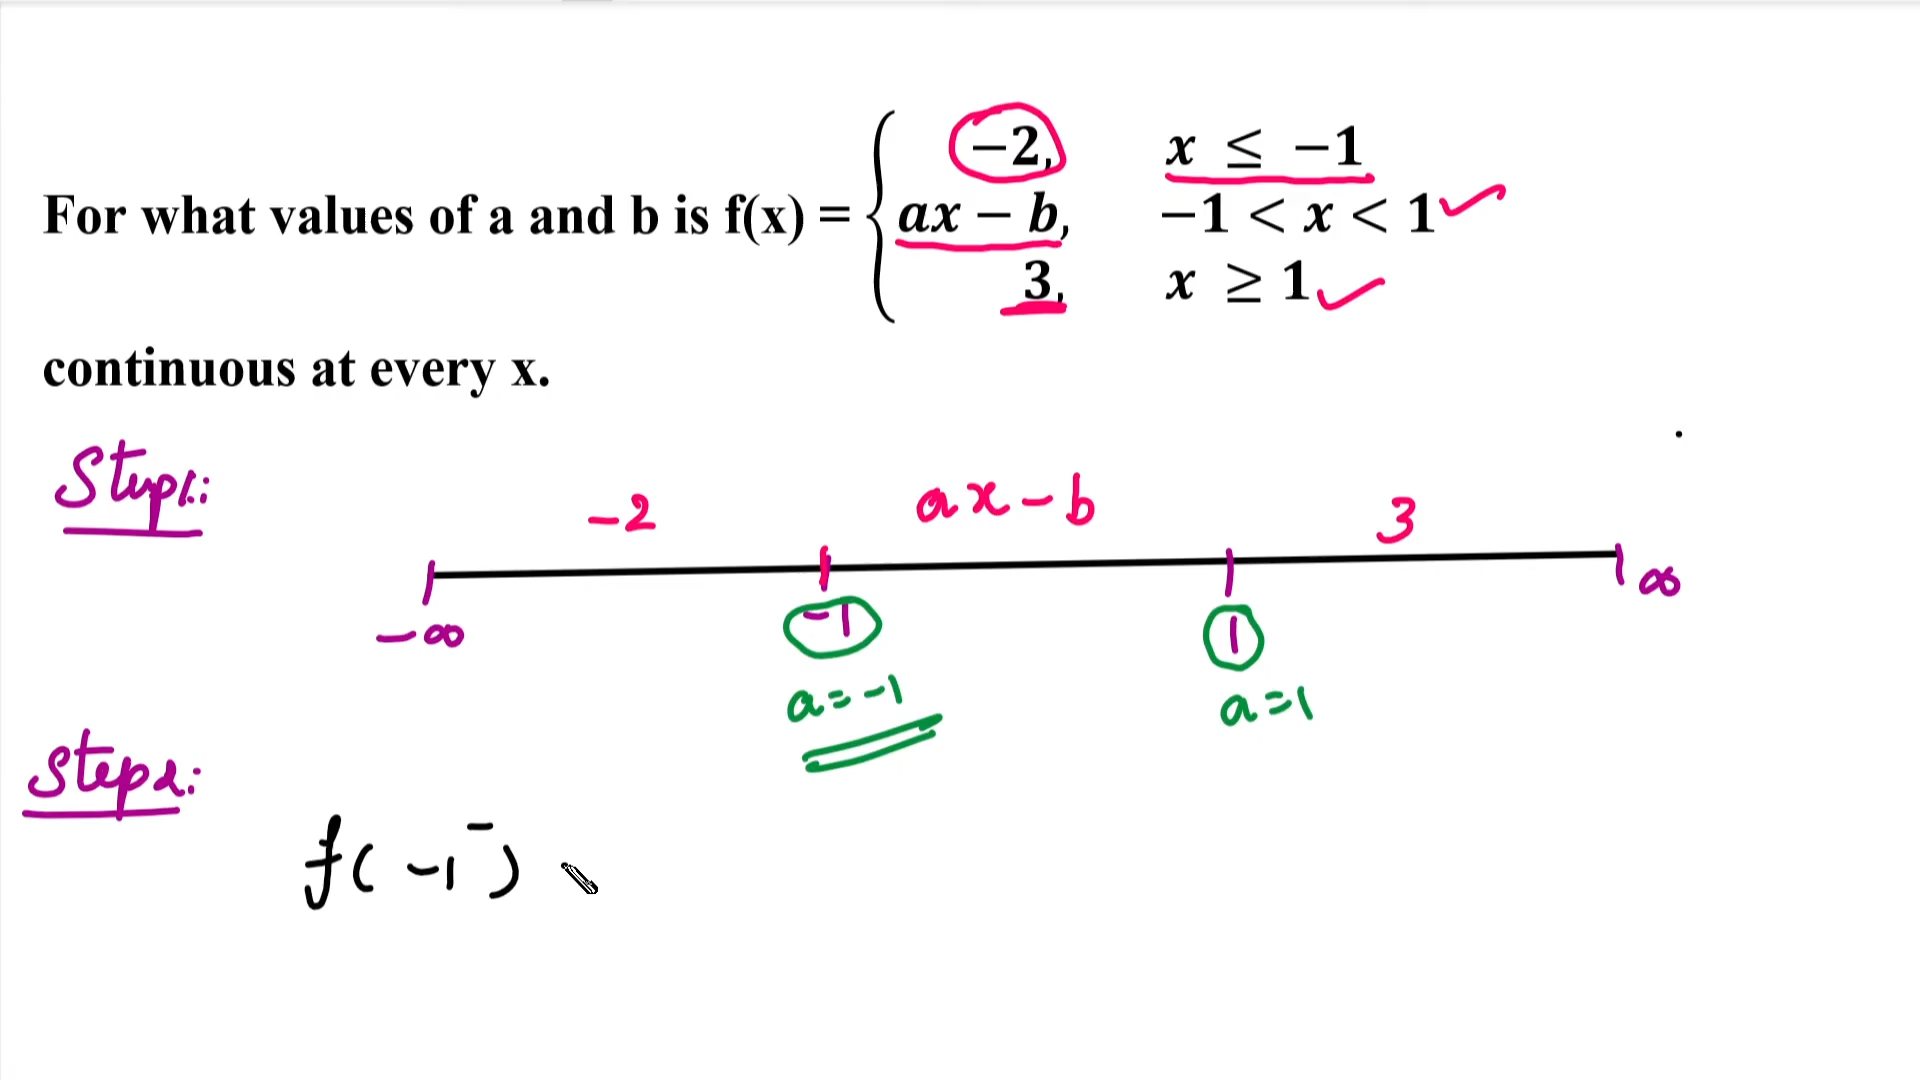 −2, x ≤ −1
For what values of a and b is f(x) = { ax − b, −1 < x < 1
3, x ≥ 1
continuous at every x.
Step1:
−2 ax−b 3
−∞ −1 1 ∞
a=−1 a=1
Step2:
f(−1⁻)